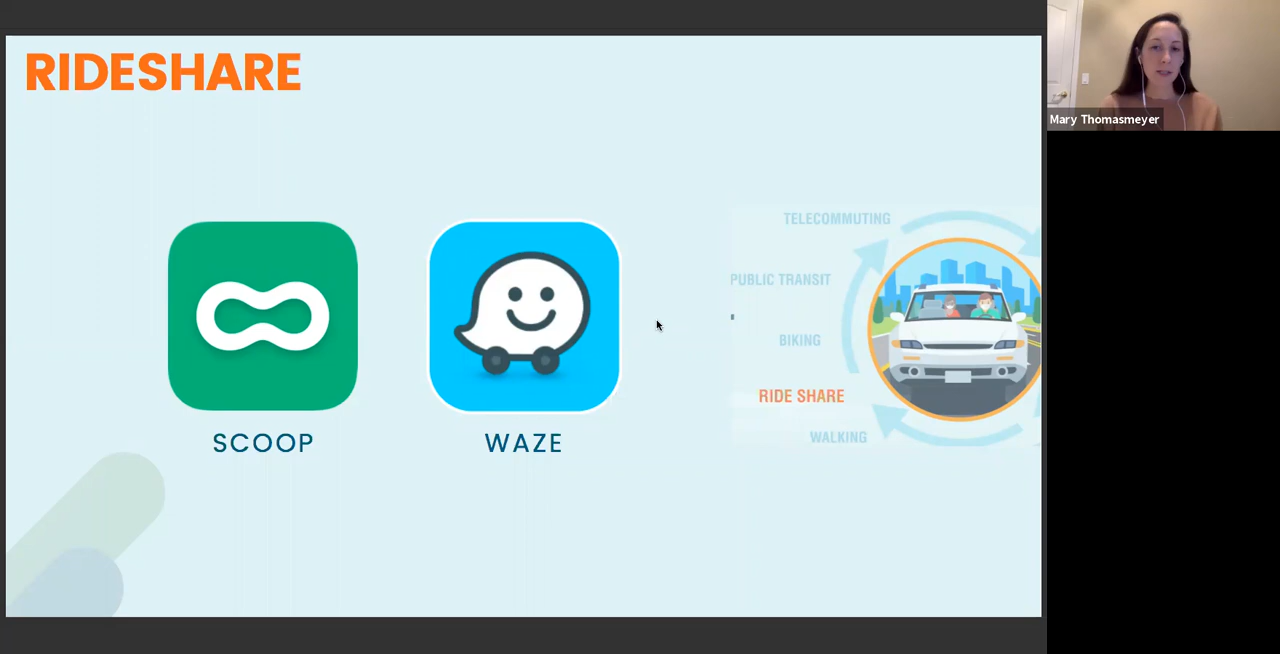 RIDESHARE
SCOOP
WAZE
TELECOMMUTING
PUBLIC TRANSIT
BIKING
RIDE SHARE
WALKING
Mary Thomasmeyer